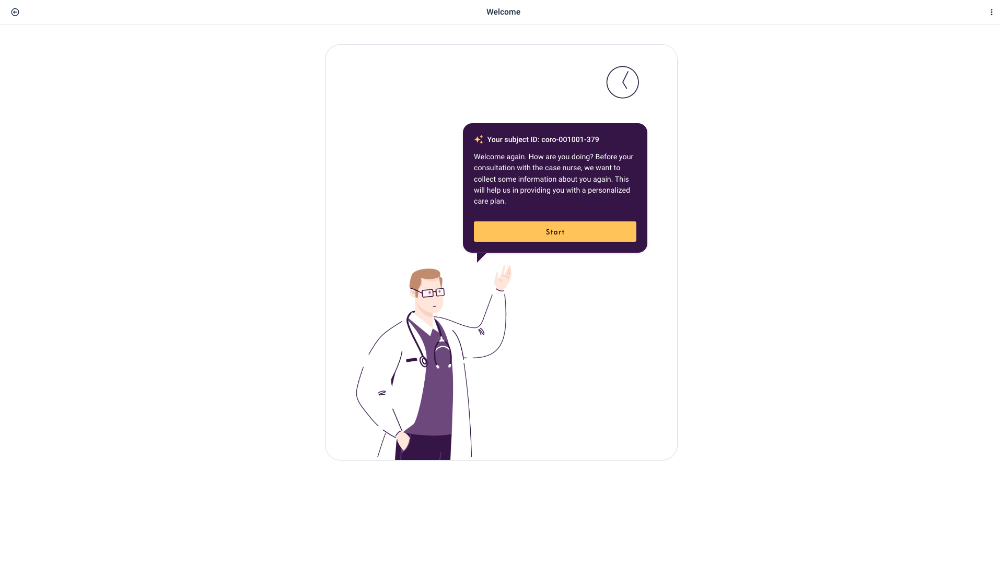 Welcome
Your subject ID: coro-001001-379
Welcome again. How are you doing? Before your
consultation with the case nurse, we want to
collect some information about you again. This
will help us in providing you with a personalized
care plan.
Start